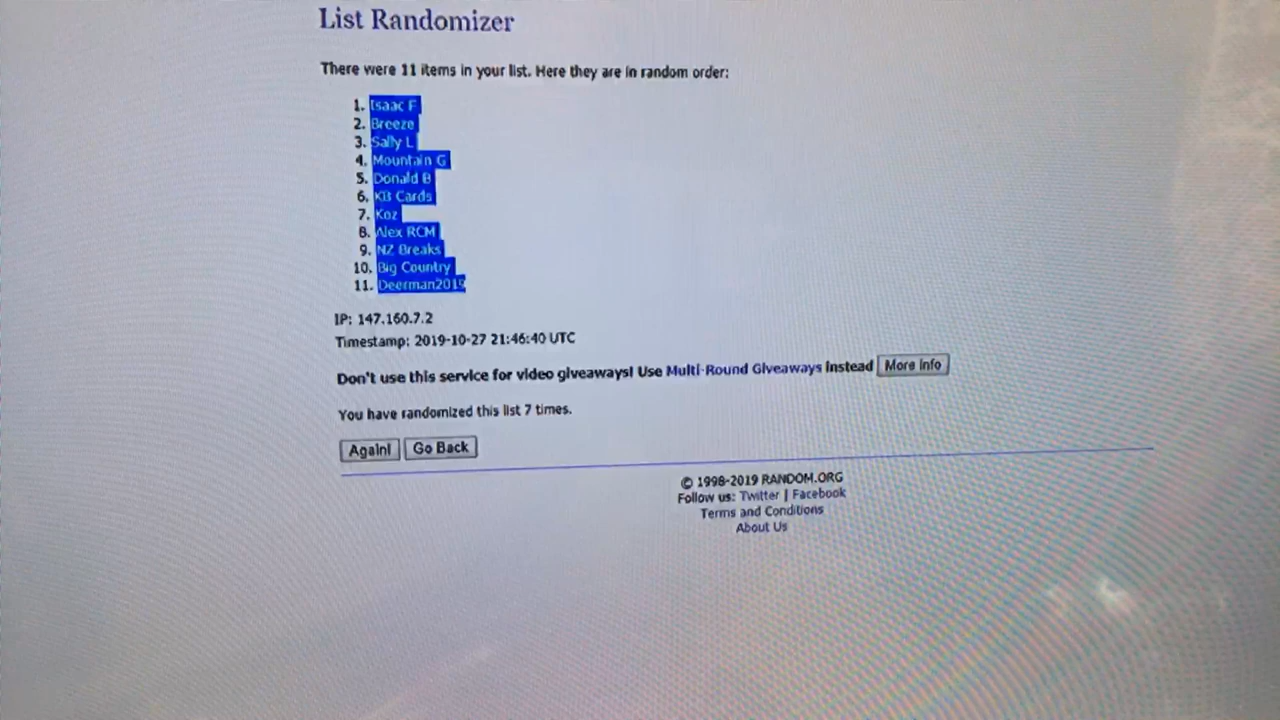 List Randomizer
There were 11 items in your list. Here they are in random order:
1. Isaac F
2. Breeze
3. Sally L
4. Mountain G
5. Donald B
6. KB Cards
7. Koz
8. Alex RCM
9. NZ Breaks
10. Big Country
11. Deerman2019
IP: 147.160.7.2
Timestamp: 2019-10-27 21:46:40 UTC
Don't use this service for video giveaways! Use Multi-Round Giveaways instead More Info
You have randomized this list 7 times.
Again! Go Back
© 1998-2019 RANDOM.ORG
Follow us: Twitter | Facebook
Terms and Conditions
About Us